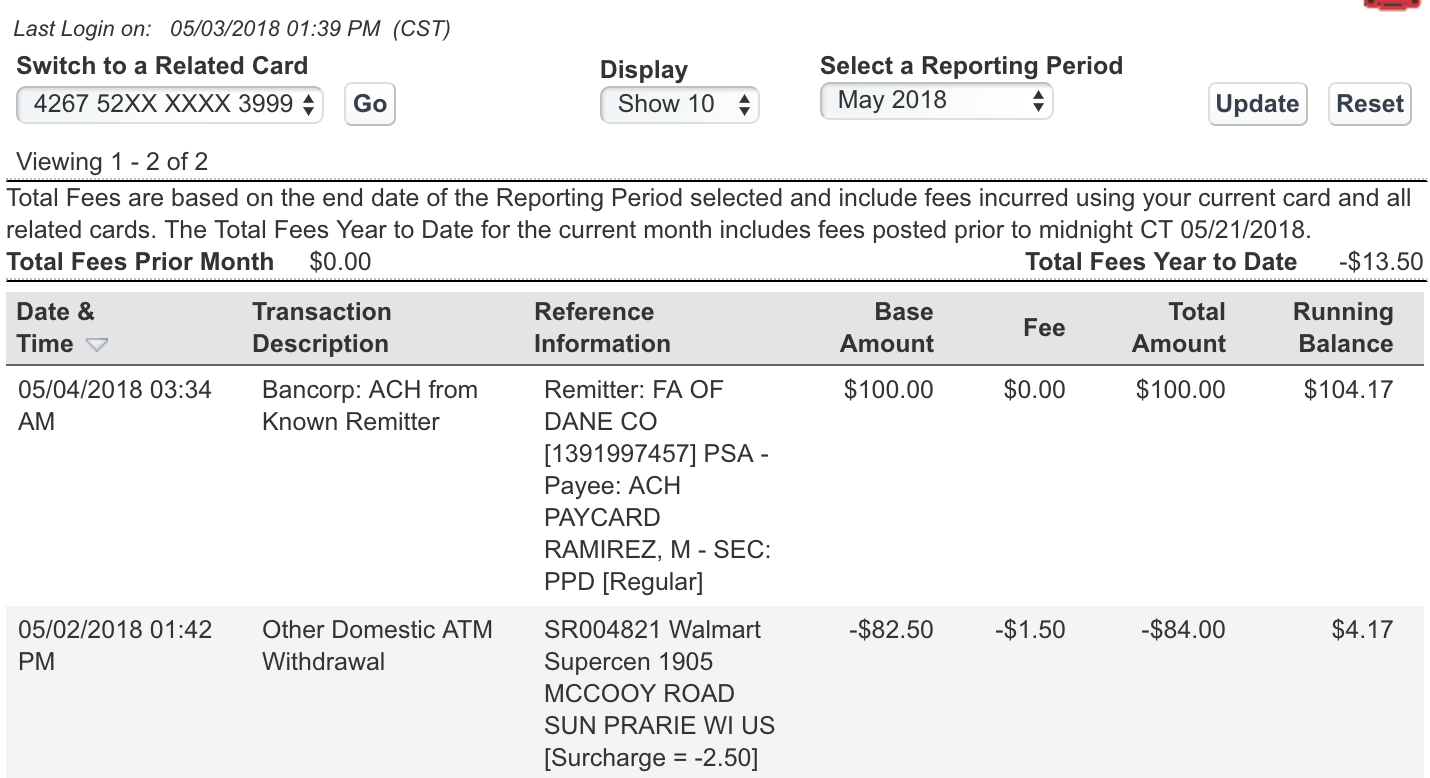 Last Login on: 05/03/2018 01:39 PM (CST)
Switch to a Related Card
Display
Select a Reporting Period
4267 52XX XXXX 3999
Go
Show 10
May 2018
Update
Reset
Viewing 1 - 2 of 2
Total Fees are based on the end date of the Reporting Period selected and include fees incurred using your current card and all
related cards. The Total Fees Year to Date for the current month includes fees posted prior to midnight CT 05/21/2018.
Total Fees Prior Month $0.00 Total Fees Year to Date -$13.50
Date & Time
Transaction Description
Reference Information
Base Amount
Fee
Total Amount
Running Balance
05/04/2018 03:34
AM
Bancorp: ACH from
Known Remitter
Remitter: FA OF
DANE CO
[1391997457] PSA -
Payee: ACH
PAYCARD
RAMIREZ, M - SEC:
PPD [Regular]
$100.00
$0.00
$100.00
$104.17
05/02/2018 01:42
PM
Other Domestic ATM
Withdrawal
SR004821 Walmart
Supercen 1905
MCCOOY ROAD
SUN PRARIE WI US
[Surcharge = -2.50]
-$82.50
-$1.50
-$84.00
$4.17